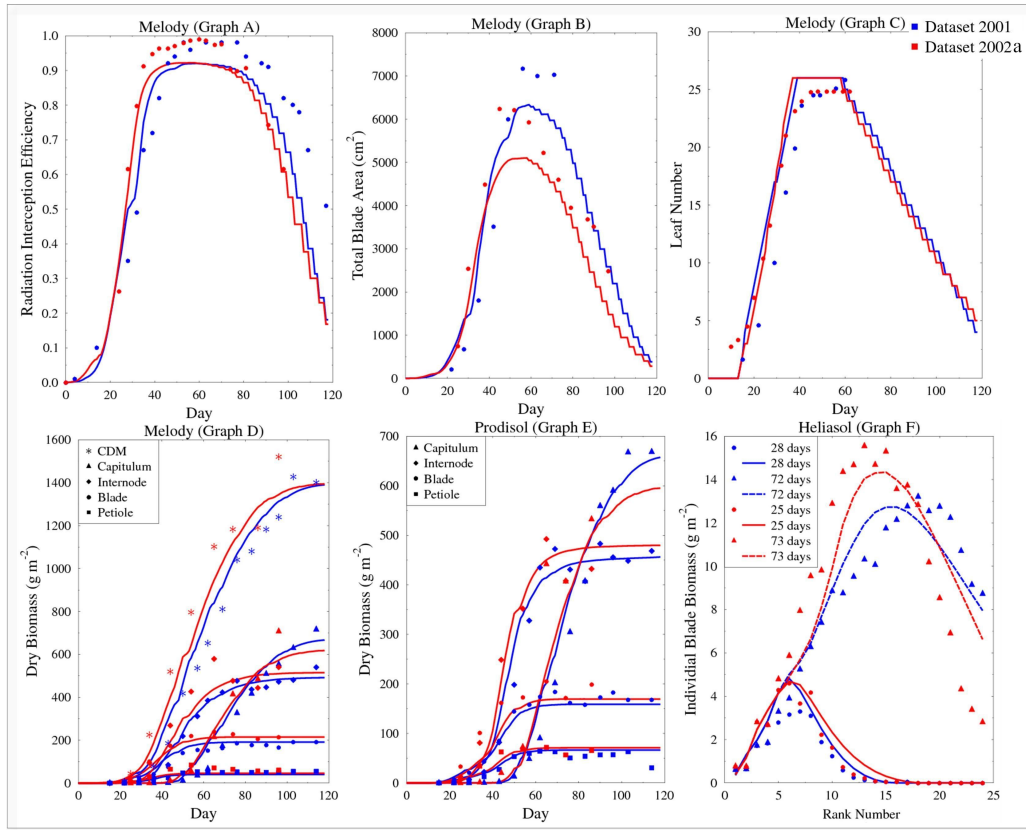 Melody (Graph A)
Radiation Interception Efficiency
1.0
0.9
0.8
0.7
0.6
0.5
0.4
0.3
0.2
0.1
0.0
0 20 40 60 80 100 120
Day
Melody (Graph B)
Total Blade Area (cm²)
8000
7000
6000
5000
4000
3000
2000
1000
0
0 20 40 60 80 100 120
Day
Melody (Graph C)
Dataset 2001
Dataset 2002a
Leaf Number
30
25
20
15
10
5
0
0 20 40 60 80 100 120
Day
Melody (Graph D)
CDM
Capitulum
Internode
Blade
Petiole
Dry Biomass (g m⁻²)
1600
1400
1200
1000
800
600
400
200
0
0 20 40 60 80 100 120
Day
Prodisol (Graph E)
Capitulum
Internode
Blade
Petiole
Dry Biomass (g m⁻²)
700
600
500
400
300
200
100
0
0 20 40 60 80 100 120
Day
Heliasol (Graph F)
28 days
28 days
72 days
72 days
25 days
25 days
73 days
73 days
Individial Blade Biomass (g m⁻²)
16
14
12
10
8
6
4
2
0
0 5 10 15 20 25
Rank Number